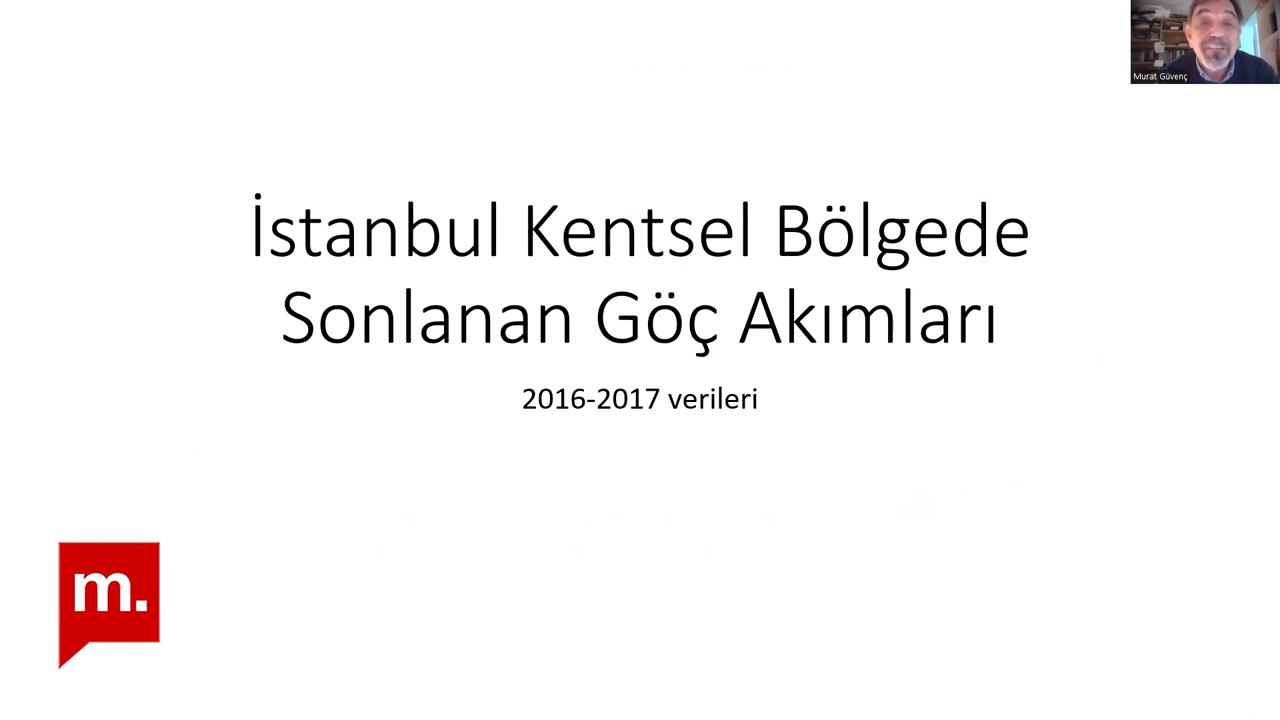 Murat Güvenç
İstanbul Kentsel Bölgede
Sonlanan Göç Akımları
2016-2017 verileri
m.